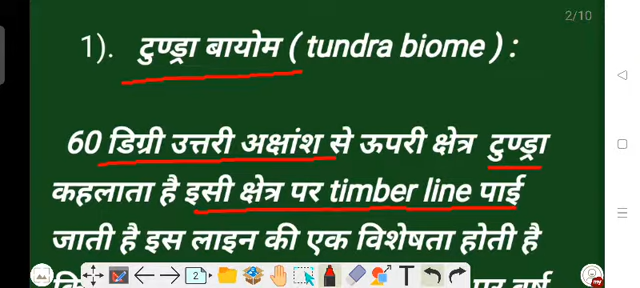 2/10
1). टुण्ड्रा बायोम ( tundra biome ) :
60 डिग्री उत्तरी अक्षांश से ऊपरी क्षेत्र टुण्ड्रा
कहलाता है इसी क्षेत्र पर timber line पाई
जाती है इस लाइन की एक विशेषता होती है
2
T